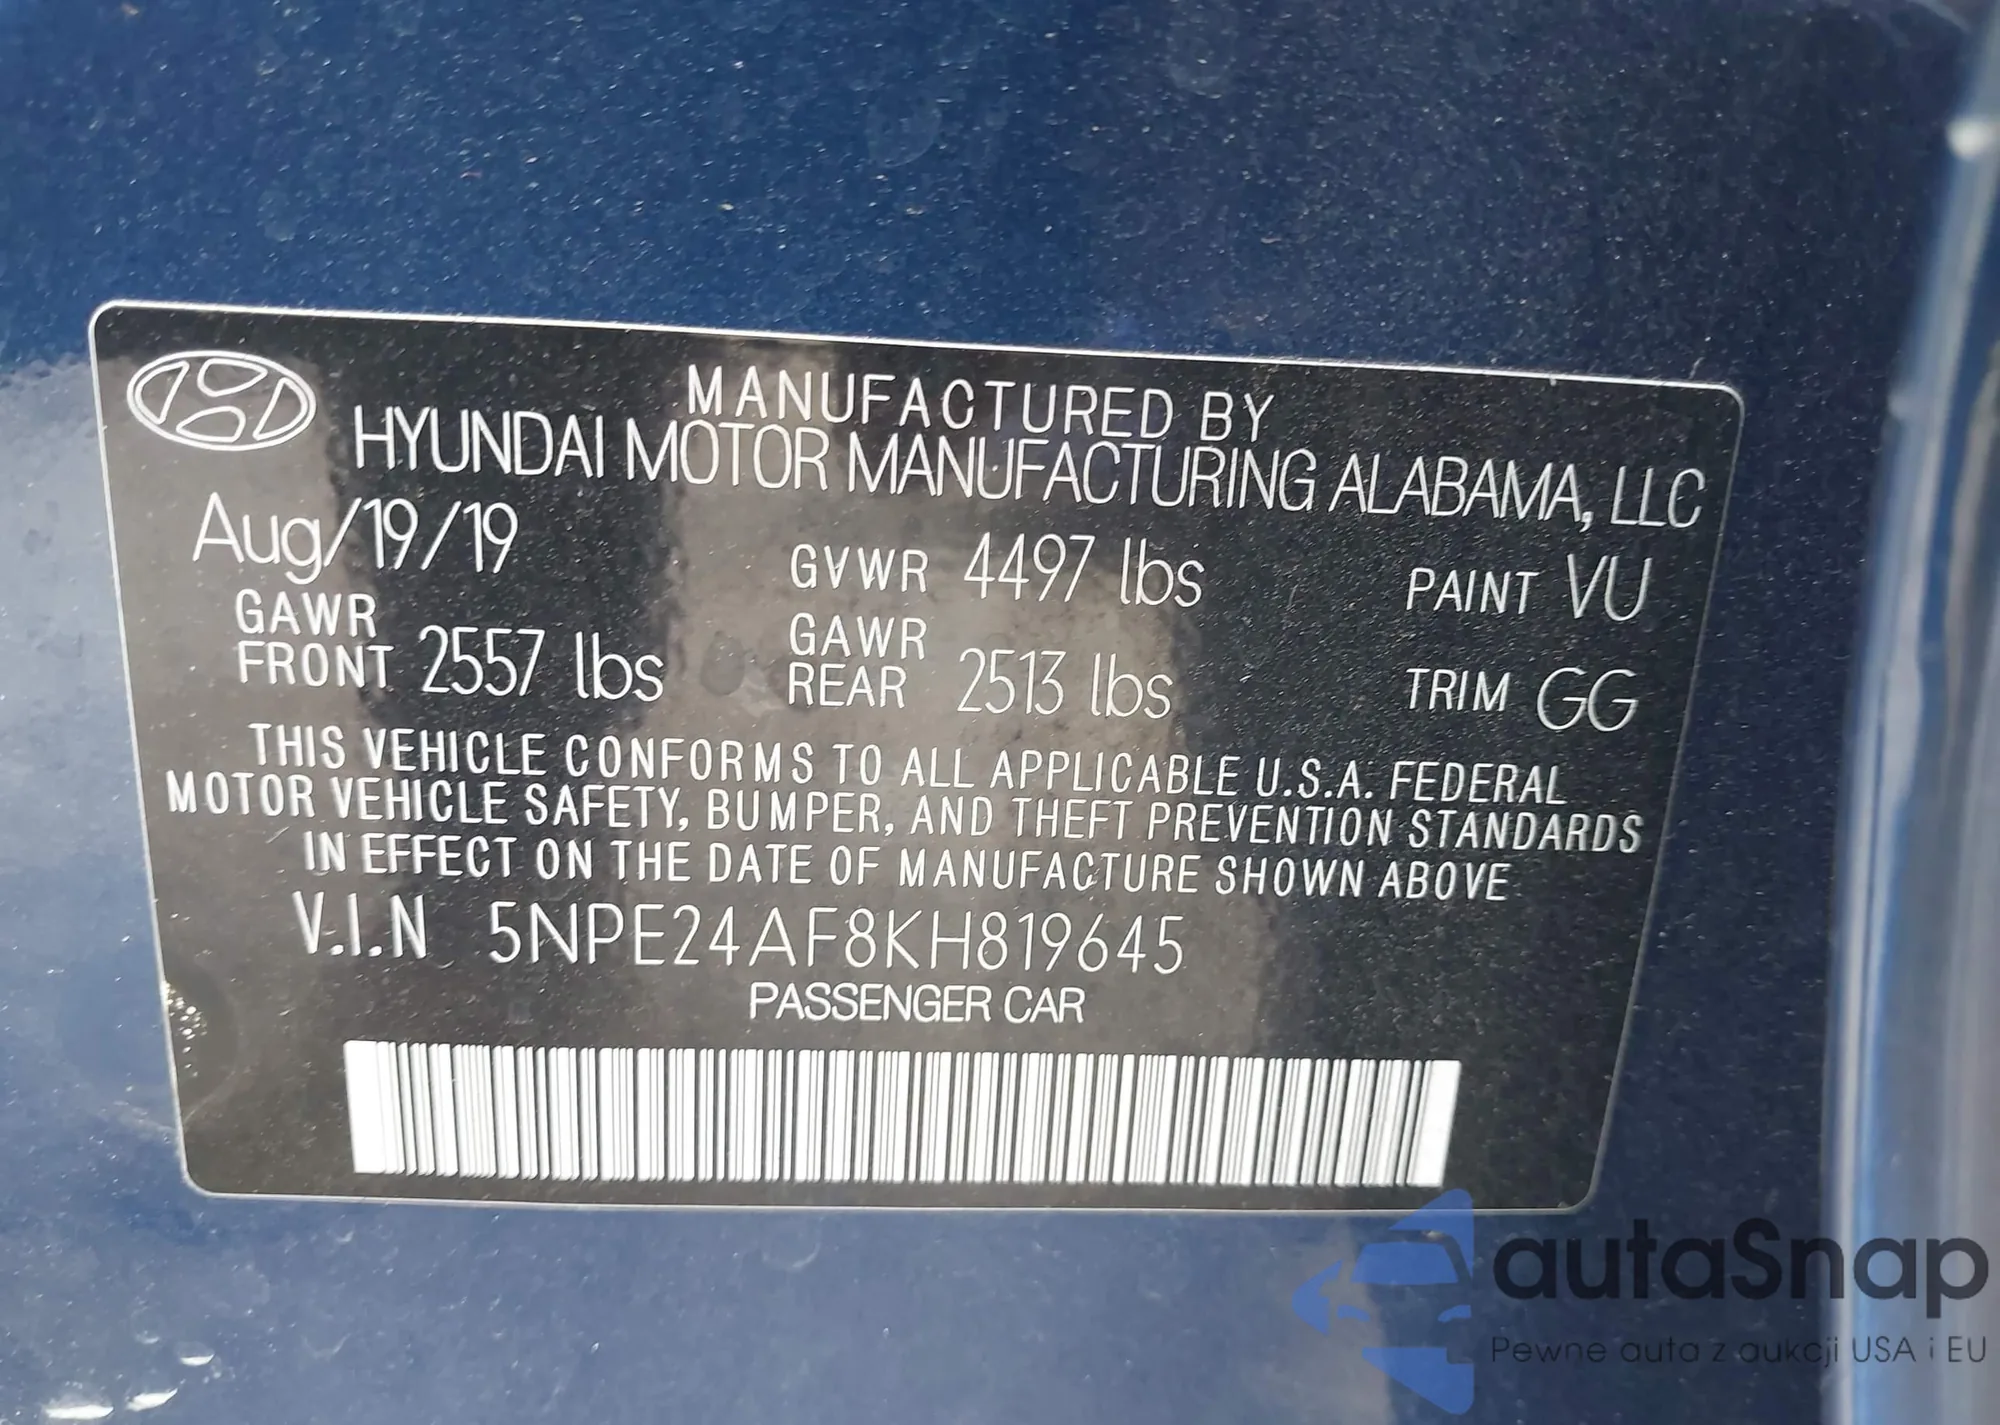 MANUFACTURED BY
HYUNDAI MOTOR MANUFACTURING ALABAMA, LLC
Aug/19/19 GVWR 4497 lbs PAINT VU
GAWR FRONT 2557 lbs GAWR REAR 2513 lbs TRIM GG
THIS VEHICLE CONFORMS TO ALL APPLICABLE U.S.A. FEDERAL
MOTOR VEHICLE SAFETY, BUMPER, AND THEFT PREVENTION STANDARDS
IN EFFECT ON THE DATE OF MANUFACTURE SHOWN ABOVE
V.I.N 5NPE24AF8KH819645
PASSENGER CAR
autaSnap
Pewne auta z aukcji USA i EU